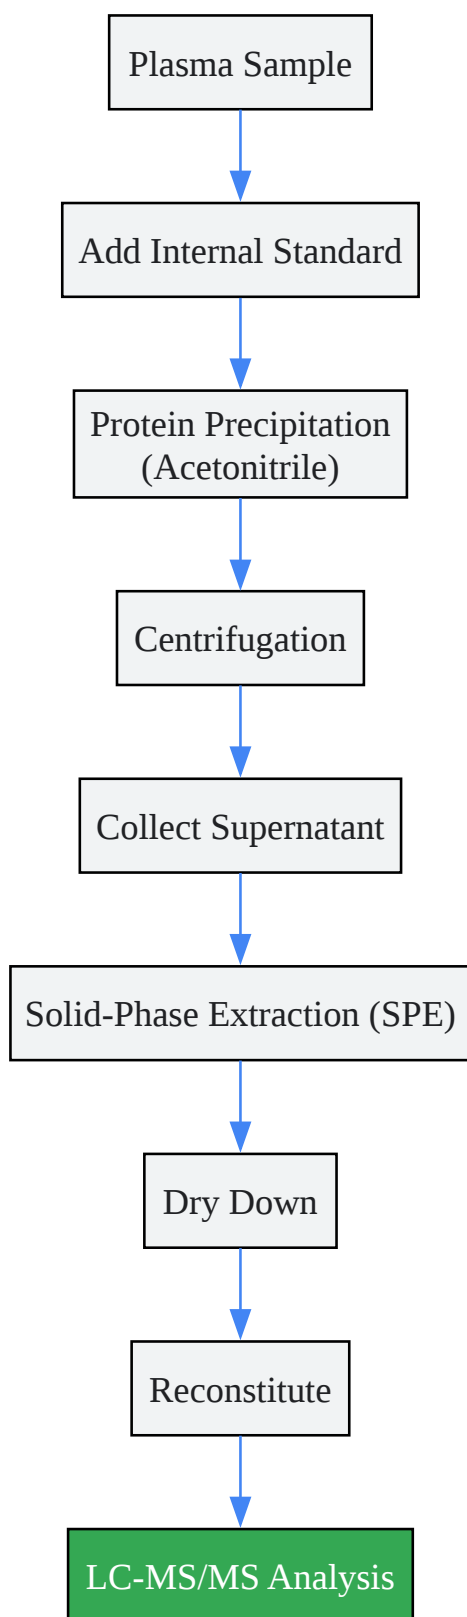 Plasma Sample
Add Internal Standard
Protein Precipitation
(Acetonitrile)
Centrifugation
Collect Supernatant
Solid-Phase Extraction (SPE)
Dry Down
Reconstitute
LC-MS/MS Analysis